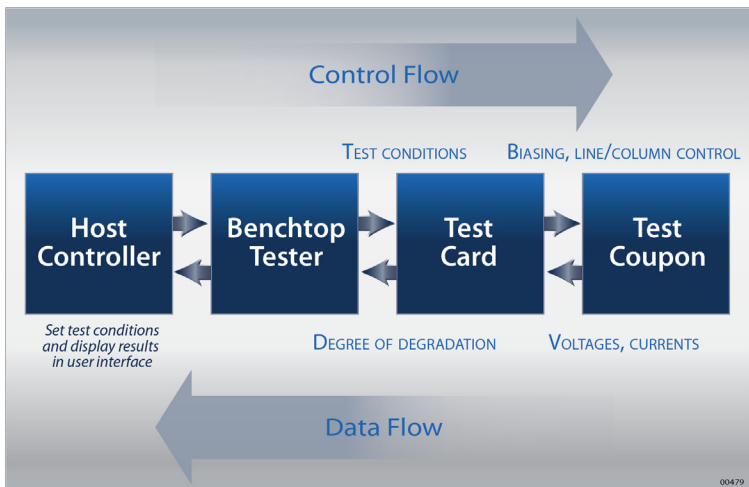 Control Flow
TEST CONDITIONS
BIASING, LINE/COLUMN CONTROL
Host
Controller
Benchtop
Tester
Test
Card
Test
Coupon
Set test conditions
and display results
in user interface
DEGREE OF DEGRADATION
VOLTAGES, CURRENTS
Data Flow
00479